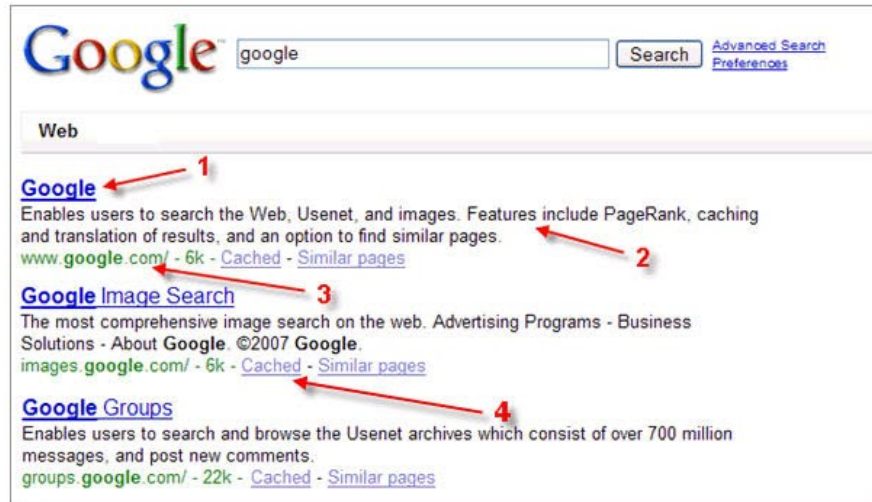 Google™ google Search Advanced Search
Preferences
Web
1
Google
Enables users to search the Web, Usenet, and images. Features include PageRank, caching
and translation of results, and an option to find similar pages.
2
www.google.com/ - 6k - Cached - Similar pages
3
Google Image Search
The most comprehensive image search on the web. Advertising Programs - Business
Solutions - About Google. ©2007 Google.
images.google.com/ - 6k - Cached - Similar pages
4
Google Groups
Enables users to search and browse the Usenet archives which consist of over 700 million
messages, and post new comments.
groups.google.com/ - 22k - Cached - Similar pages